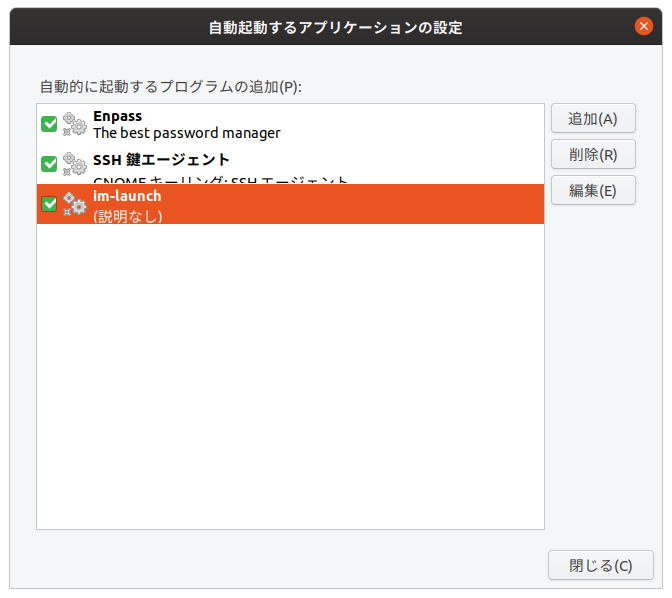 自動起動するアプリケーションの設定
自動的に起動するプログラムの追加(P):
Enpass
The best password manager
SSH 鍵エージェント
GNOME キーリング: SSH エージェント
im-launch
(説明なし)
追加(A)
削除(R)
編集(E)
閉じる(C)